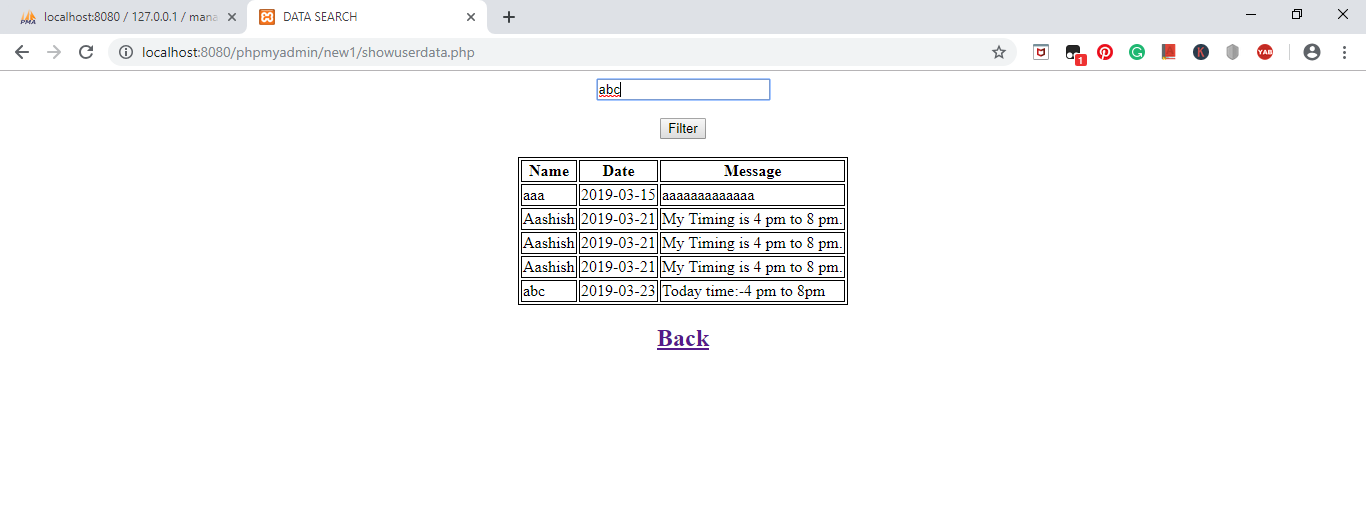 localhost:8080 / 127.0.0.1 / mana
DATA SEARCH
localhost:8080/phpmyadmin/new1/showuserdata.php
1
K
YAB
abc
Filter
Name Date Message
aaa 2019-03-15 aaaaaaaaaaaaa
Aashish 2019-03-21 My Timing is 4 pm to 8 pm.
Aashish 2019-03-21 My Timing is 4 pm to 8 pm.
Aashish 2019-03-21 My Timing is 4 pm to 8 pm.
abc 2019-03-23 Today time:-4 pm to 8pm
Back